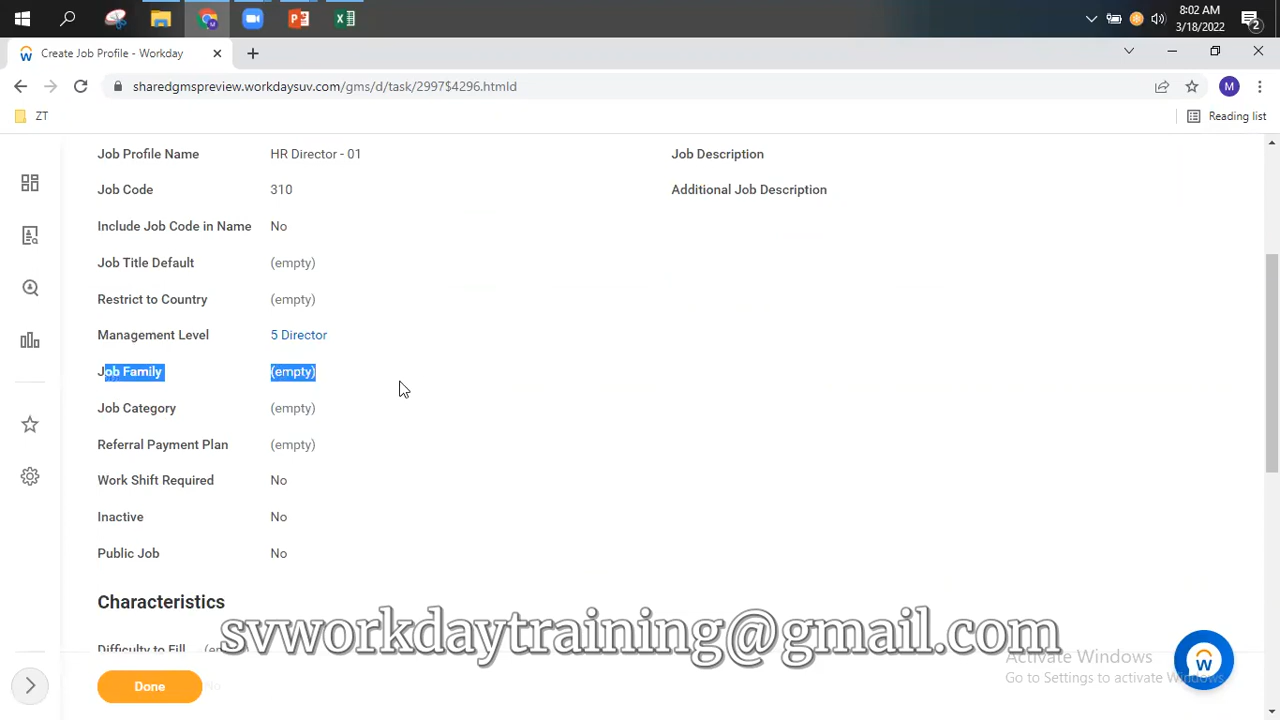 8:02 AM
3/18/2022
2
Create Job Profile - Workday
sharedgmspreview.workdaysuv.com/gms/d/task/2997$4296.htmld
M
ZT
Reading list
Job Profile Name HR Director - 01
Job Description
Job Code 310
Additional Job Description
Include Job Code in Name No
Job Title Default (empty)
Restrict to Country (empty)
Management Level 5 Director
Job Family (empty)
Job Category (empty)
Referral Payment Plan (empty)
Work Shift Required No
Inactive No
Public Job No
Characteristics
Difficulty to Fill
svworkdaytraining@gmail.com
Activate Windows
Go to Settings to activate Windows.
Done
No